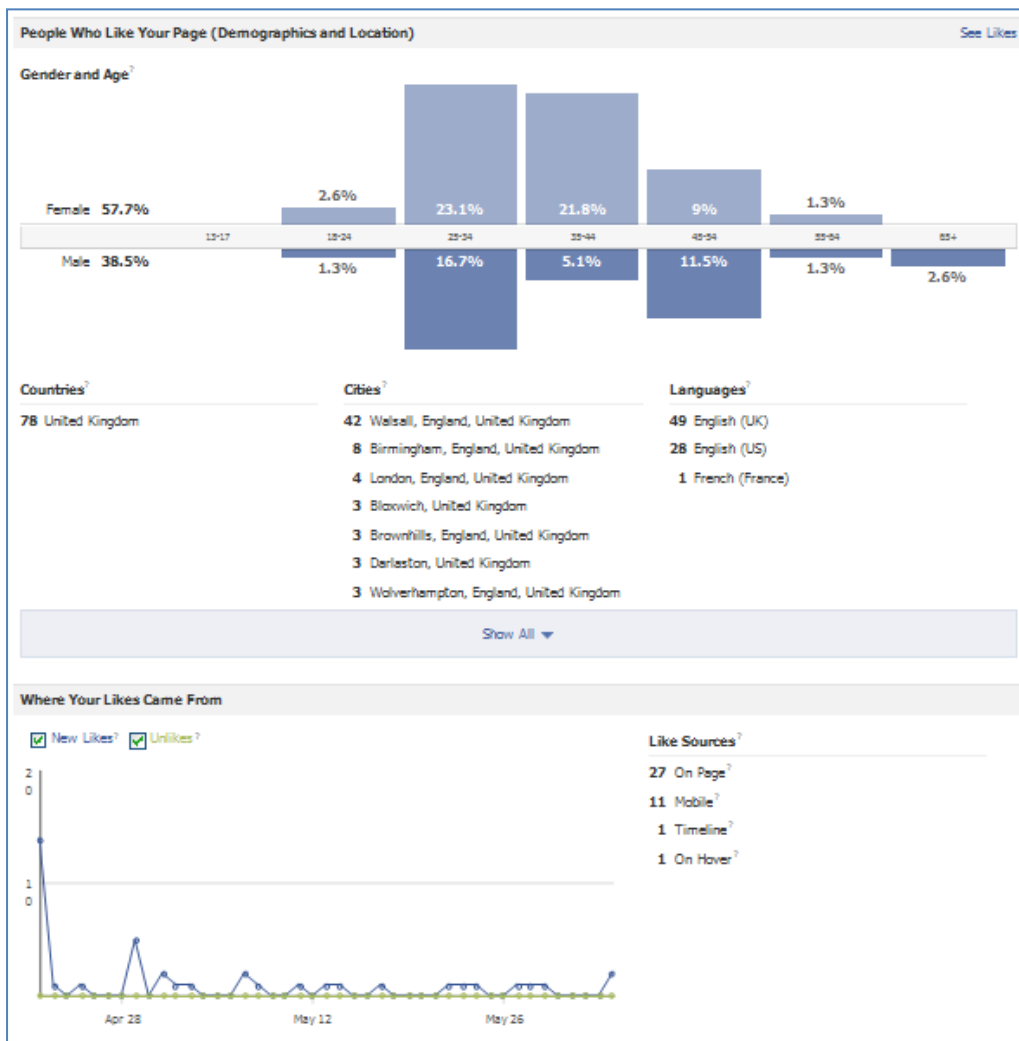 People Who Like Your Page (Demographics and Location) See Likes
Gender and Age?
Female 57.7% 2.6% 23.1% 21.8% 9% 1.3%
13-17 18-24 25-34 35-44 45-54 55-64 65+
Male 38.5% 1.3% 16.7% 5.1% 11.5% 1.3% 2.6%
Countries? Cities? Languages?
78 United Kingdom 42 Walsall, England, United Kingdom 49 English (UK)
8 Birmingham, England, United Kingdom 28 English (US)
4 London, England, United Kingdom 1 French (France)
3 Bloxwich, United Kingdom
3 Brownhills, England, United Kingdom
3 Darlaston, United Kingdom
3 Wolverhampton, England, United Kingdom
Show All
Where Your Likes Came From
New Likes? Unlikes? Like Sources?
20 27 On Page?
11 Mobile?
1 Timeline?
1 On Hover?
10
Apr 28 May 12 May 26